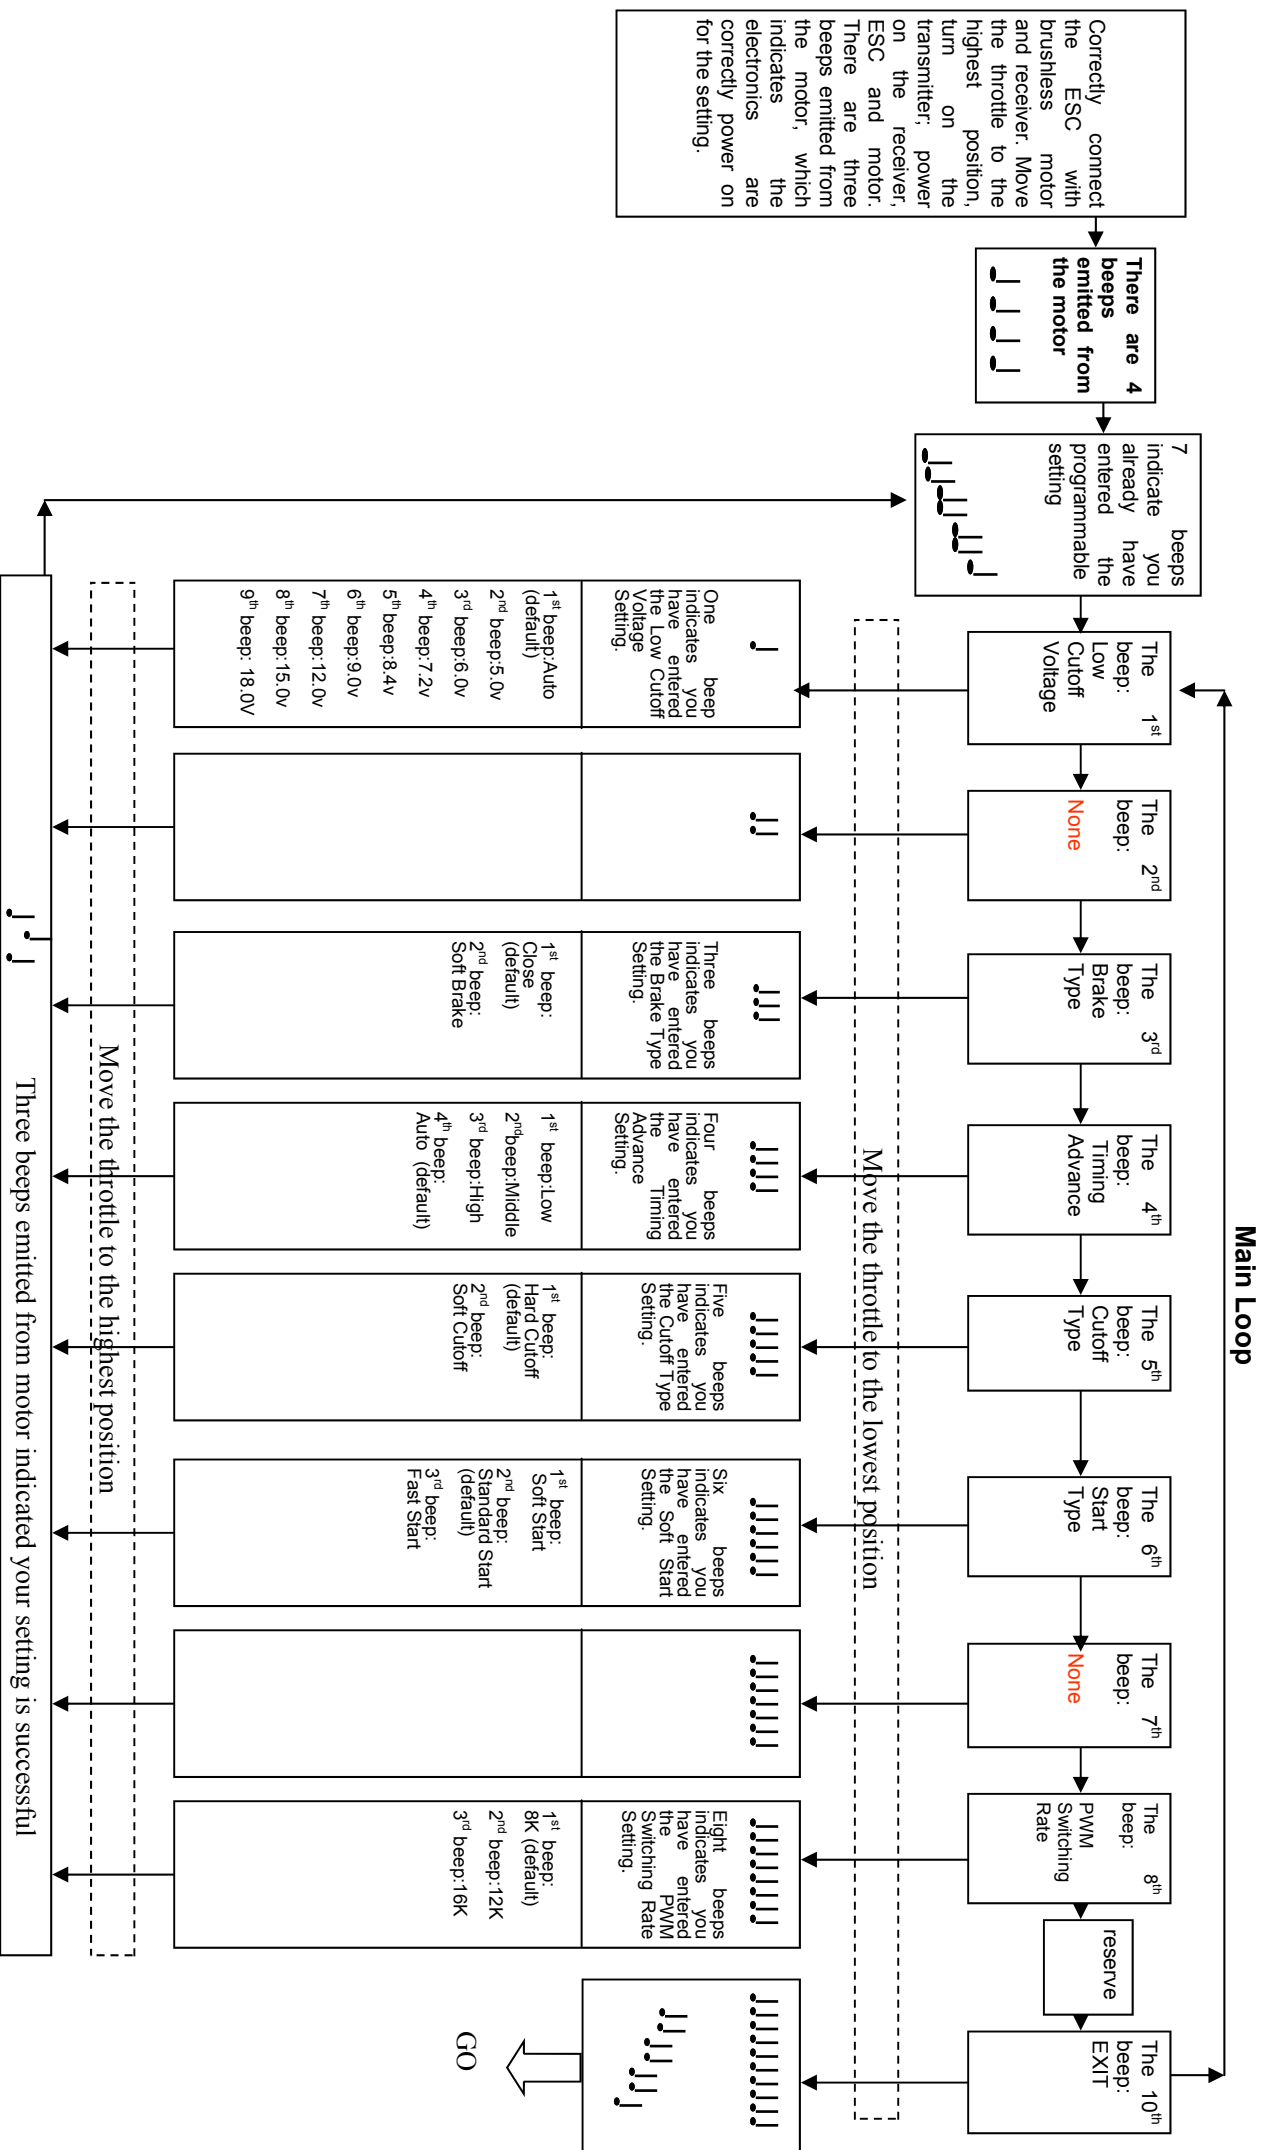 Main Loop
Correctly connect
the ESC with
brushless motor
and receiver. Move
the throttle to the
highest position,
turn on the
transmitter; power
on the receiver,
ESC and motor.
There are three
beeps emitted from
the motor, which
indicates the
electronics are
correctly power on
for the setting.
There are 4
beeps
emitted from
the motor
7 beeps
indicate you
already have
entered the
programmable
setting
The 1st
beep:
Low
Cutoff
Voltage
The 2nd
beep:
None
The 3rd
beep:
Brake
Type
The 4th
beep:
Timing
Advance
The 5th
beep:
Cutoff
Type
The 6th
beep:
Start
Type
The 7th
beep:
None
The 8th
beep:
PWM
Switching
Rate
reserve
The 10th
beep:
EXIT
Move the throttle to the lowest position
One beep
indicates you
have entered
the Low Cutoff
Voltage
Setting.
1st beep:Auto
(default)
2nd beep:5.0v
3rd beep:6.0v
4th beep:7.2v
5th beep:8.4v
6th beep:9.0v
7th beep:12.0v
8th beep:15.0v
9th beep: 18.0V
Three beeps
indicates you
have entered
the Brake Type
Setting.
1st beep:
Close
(default)
2nd beep:
Soft Brake
Four beeps
indicates you
have entered
the Timing
Advance
Setting.
1st beep:Low
2ndbeep:Middle
3rd beep:High
4th beep:
Auto (default)
Five beeps
indicates you
have entered
the Cutoff Type
Setting.
1st beep:
Hard Cutoff
(default)
2nd beep:
Soft Cutoff
Six beeps
indicates you
have entered
the Soft Start
Setting.
1st beep:
Soft Start
2nd beep:
Standard Start
(default)
3rd beep:
Fast Start
Eight beeps
indicates you
have entered
the PWM
Switching Rate
Setting.
1st beep:
8K (default)
2nd beep:12K
3rd beep:16K
GO
Move the throttle to the highest position
Three beeps emitted from motor indicated your setting is successful